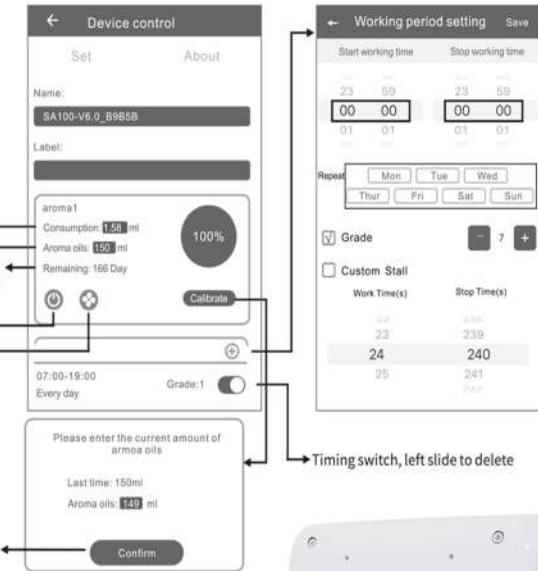 Device control
Set About
Name:
SA100-V6.0_B9B5B
Label:
aroma1
Consumption: 1.58 ml
Aroma oils: 150 ml
Remaining: 166 Day
100%
Calibrate
07:00-19:00
Every day
Grade:1
Please enter the current amount of
armoa oils
Last time: 150ml
Aroma oils: 149 ml
Confirm
Working period setting Save
Start working time Stop working time
23 59 23 59
00 00 00 00
01 01 01 01
Repeat Mon Tue Wed
Thur Fri Sat Sun
Grade - 7 +
Custom Stall
Work Time(s) Stop Time(s)
23 239
24 240
25 241
Timing switch, left slide to delete